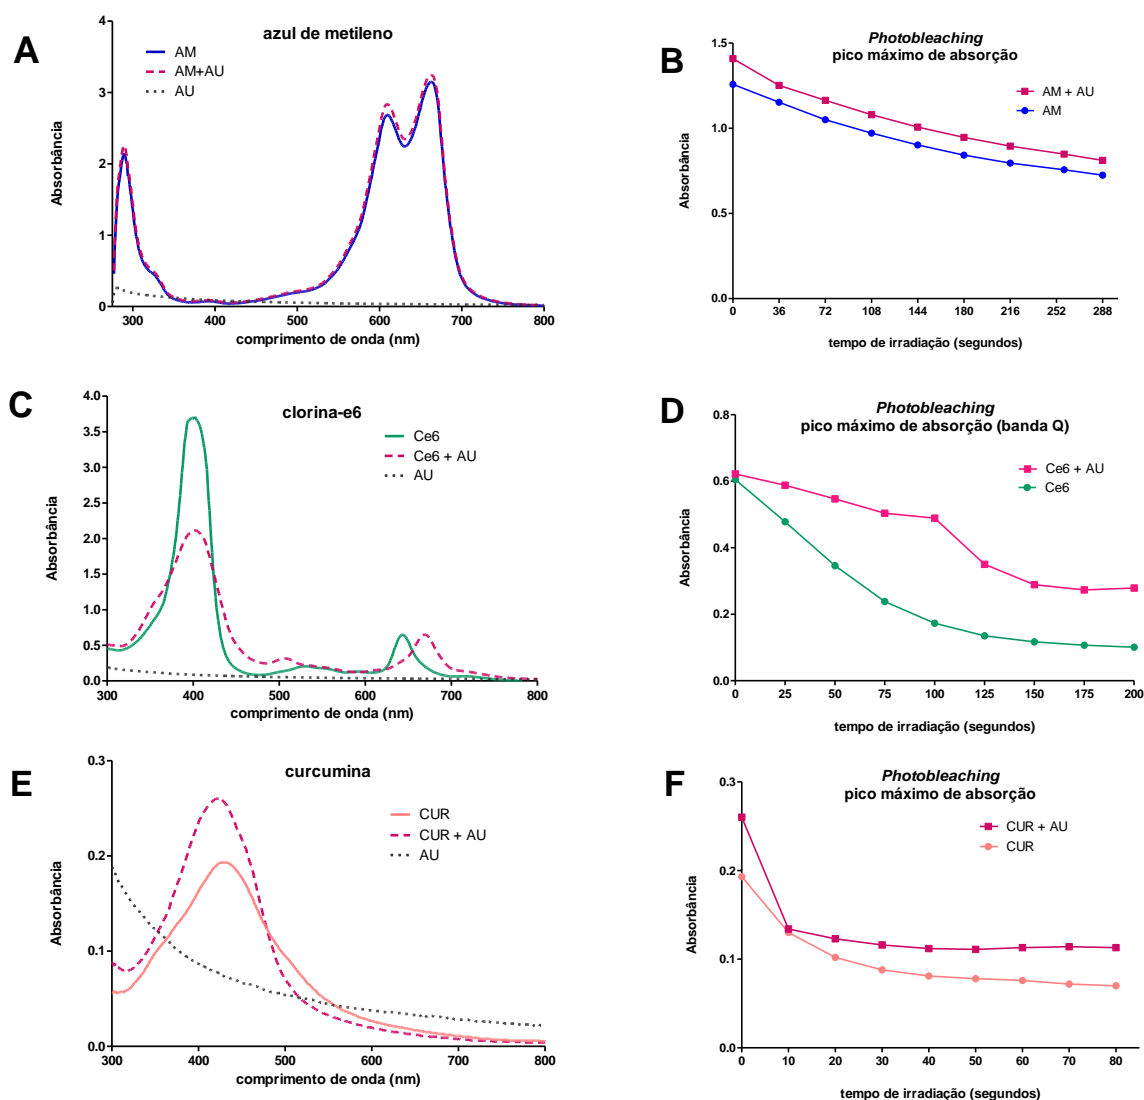 A
azul de metileno
AM
AM+AU
AU
Absorbância
4
3
2
1
0
300 400 500 600 700 800
comprimento de onda (nm)
B
Photobleaching
pico máximo de absorção
AM + AU
AM
Absorbância
1.5
1.0
0.5
0.0
0 36 72 108 144 180 216 252 288
tempo de irradiação (segundos)
C
clorina-e6
Ce6
Ce6 + AU
AU
Absorbância
4.0
3.5
3.0
2.5
2.0
1.5
1.0
0.5
0.0
300 400 500 600 700 800
comprimento de onda (nm)
D
Photobleaching
pico máximo de absorção (banda Q)
Ce6 + AU
Ce6
Absorbância
0.8
0.6
0.4
0.2
0.0
0 25 50 75 100 125 150 175 200
tempo de irradiação (segundos)
E
curcumina
CUR
CUR + AU
AU
Absorbância
0.3
0.2
0.1
0.0
300 400 500 600 700 800
comprimento de onda (nm)
F
Photobleaching
pico máximo de absorção
CUR + AU
CUR
Absorbância
0.3
0.2
0.1
0.0
0 10 20 30 40 50 60 70 80
tempo de irradiação (segundos)